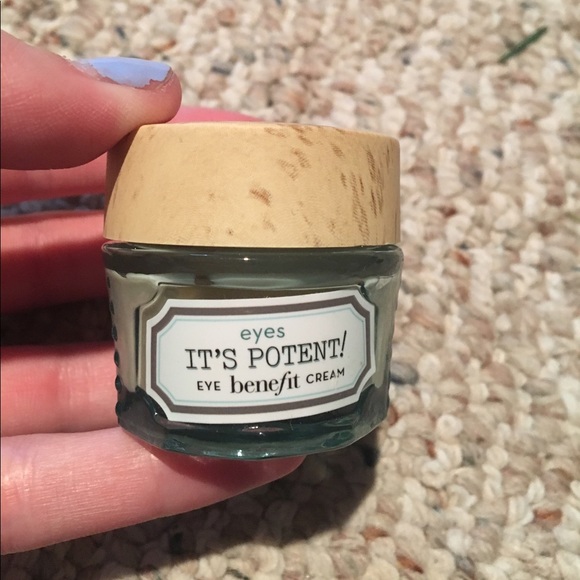 eyes
IT'S POTENT!
EYE benefit CREAM